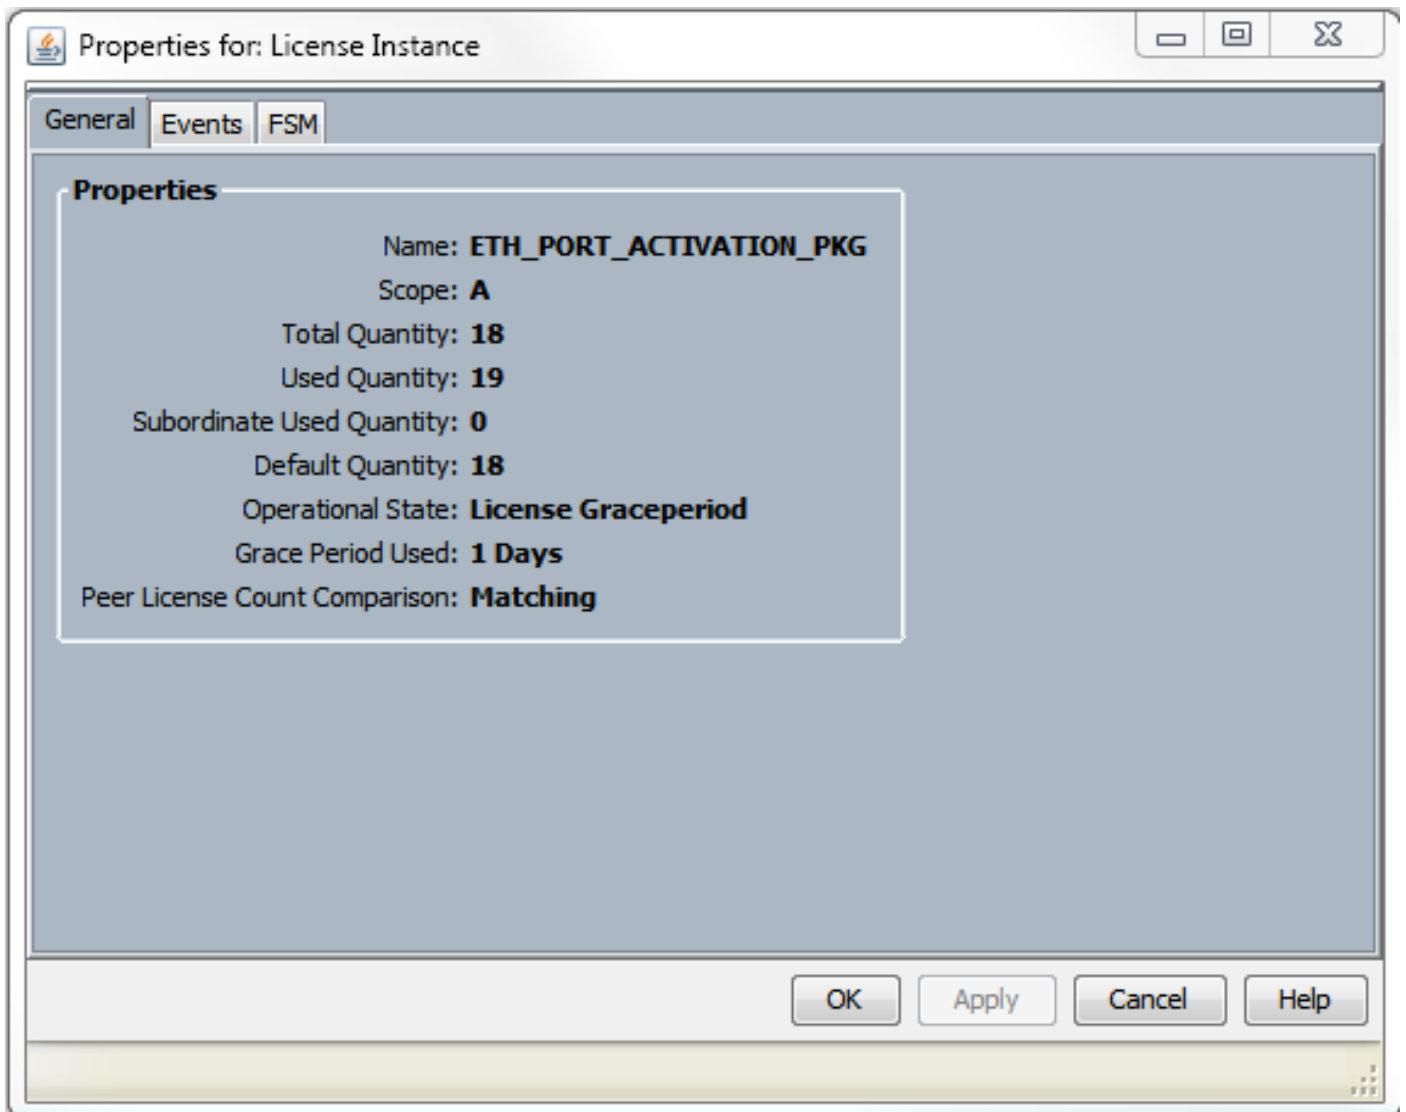 Properties for: License Instance
General Events FSM
Properties
Name: ETH_PORT_ACTIVATION_PKG
Scope: A
Total Quantity: 18
Used Quantity: 19
Subordinate Used Quantity: 0
Default Quantity: 18
Operational State: License Graceperiod
Grace Period Used: 1 Days
Peer License Count Comparison: Matching
OK Apply Cancel Help